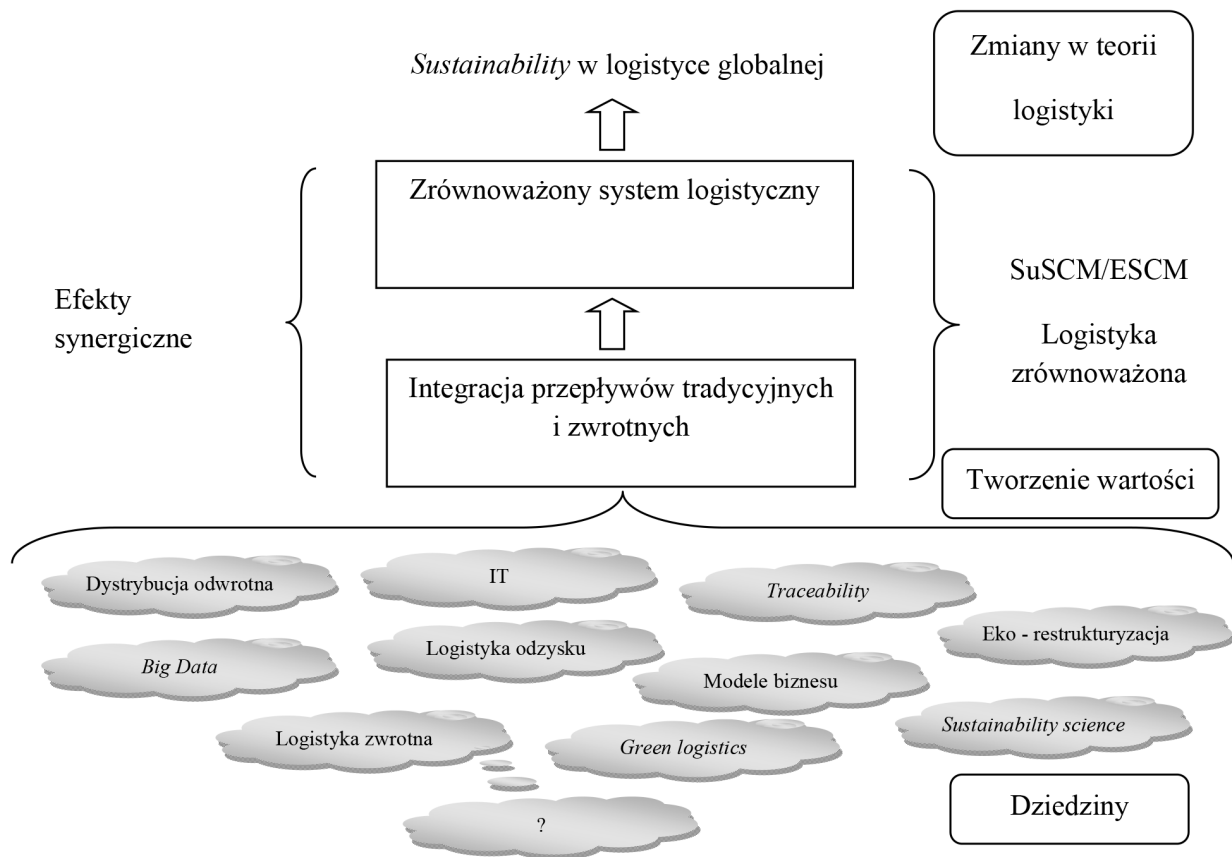 Sustainability w logistyce globalnej
Zmiany w teorii
logistyki
Zrównoważony system logistyczny
Efekty
synergiczne
SuSCM/ESCM
Logistyka
zrównoważona
Integracja przepływów tradycyjnych
i zwrotnych
Tworzenie wartości
Dystrybucja odwrotna
IT
Traceability
Eko - restrukturyzacja
Big Data
Logistyka odzysku
Modele biznesu
Sustainability science
Logistyka zwrotna
Green logistics
Dziedziny
?